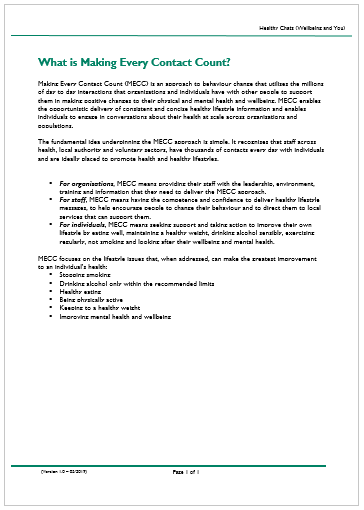 Healthy Chats (Wellbeing and You)
What is Making Every Contact Count?
Making Every Contact Count (MECC) is an approach to behaviour change that utilises the millions
of day to day interactions that organisations and individuals have with other people to support
them in making positive changes to their physical and mental health and wellbeing. MECC enables
the opportunistic delivery of consistent and concise healthy lifestyle information and enables
individuals to engage in conversations about their health at scale across organisations and
populations.
The fundamental idea underpinning the MECC approach is simple. It recognises that staff across
health, local authority and voluntary sectors, have thousands of contacts every day with individuals
and are ideally placed to promote health and healthy lifestyles.
• For organisations, MECC means providing their staff with the leadership, environment,
training and information that they need to deliver the MECC approach.
• For staff, MECC means having the competence and confidence to deliver healthy lifestyle
messages, to help encourage people to change their behaviour and to direct them to local
services that can support them.
• For individuals, MECC means seeking support and taking action to improve their own
lifestyle by eating well, maintaining a healthy weight, drinking alcohol sensibly, exercising
regularly, not smoking and looking after their wellbeing and mental health.
MECC focuses on the lifestyle issues that, when addressed, can make the greatest improvement
to an individual's health:
• Stopping smoking
• Drinking alcohol only within the recommended limits
• Healthy eating
• Being physically active
• Keeping to a healthy weight
• Improving mental health and wellbeing
(Version 1.0 – 02/2019) Page 1 of 1